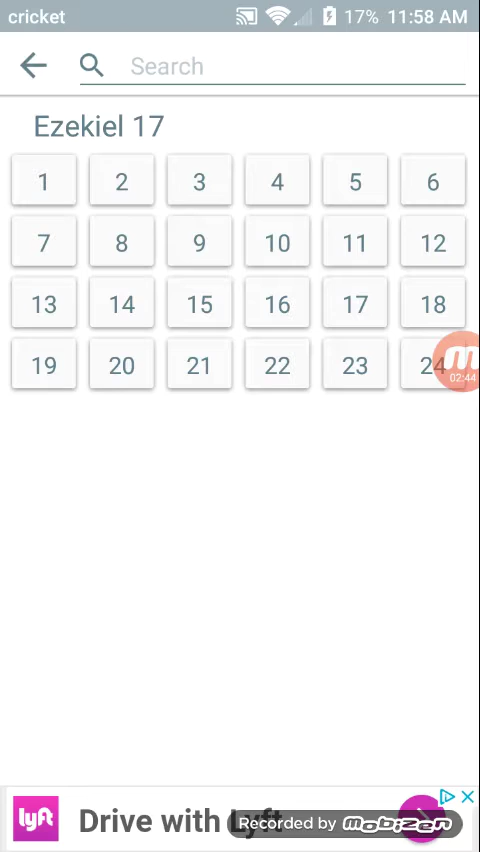 cricket 17% 11:58 AM
Search
Ezekiel 17
1 2 3 4 5 6
7 8 9 10 11 12
13 14 15 16 17 18
19 20 21 22 23 24
02:44
lyft Drive with Lyft
Recorded by mobizen